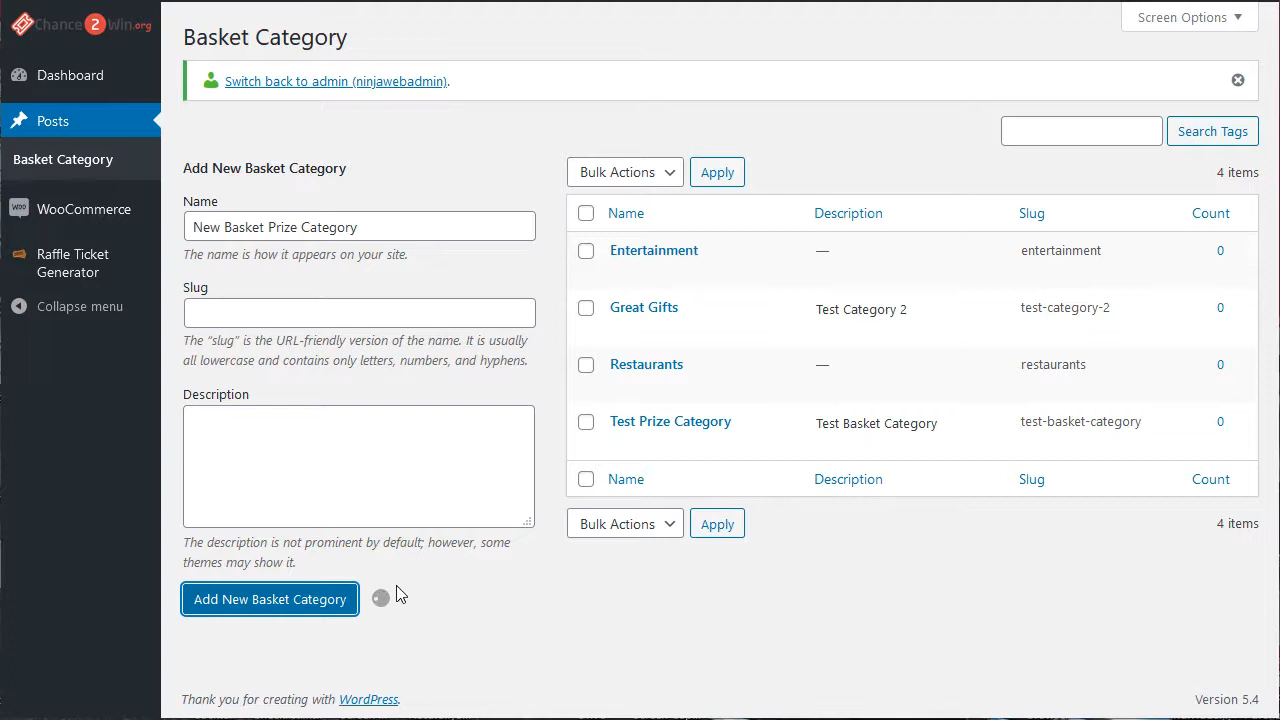 Chance 2 Win.org
Screen Options
Basket Category
Switch back to admin (ninjawebadmin).
Dashboard
Posts
Basket Category
WooCommerce
Raffle Ticket
Generator
Collapse menu
Search Tags
Add New Basket Category
Name
New Basket Prize Category
The name is how it appears on your site.
Slug
The “slug” is the URL-friendly version of the name. It is usually
all lowercase and contains only letters, numbers, and hyphens.
Description
The description is not prominent by default; however, some
themes may show it.
Add New Basket Category
Bulk Actions Apply 4 items
Name Description Slug Count
Entertainment — entertainment 0
Great Gifts Test Category 2 test-category-2 0
Restaurants — restaurants 0
Test Prize Category Test Basket Category test-basket-category 0
Name Description Slug Count
Bulk Actions Apply 4 items
Thank you for creating with WordPress.
Version 5.4